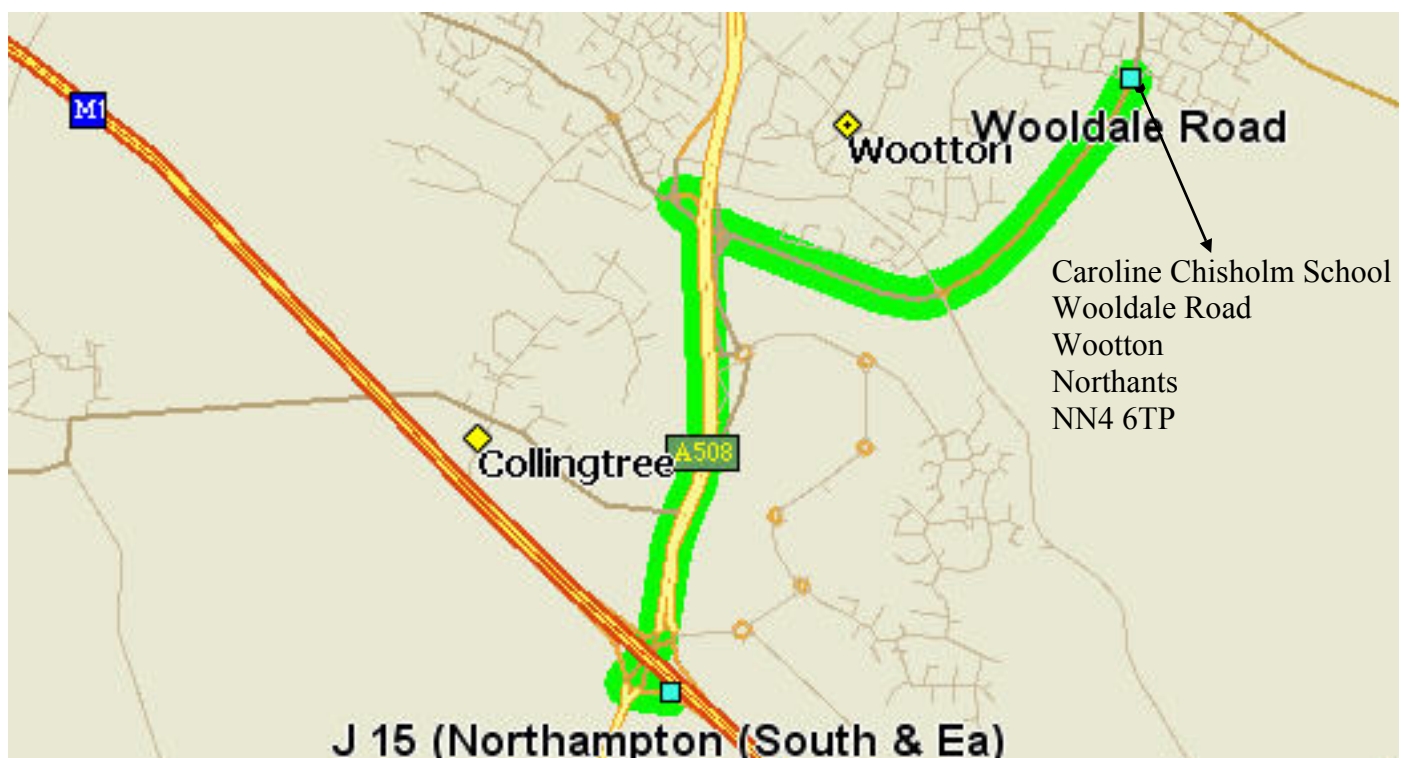 M1
Wootton
Wooldale Road
Caroline Chisholm School
Wooldale Road
Wootton
Northants
NN4 6TP
Collingtree
A508
J 15 (Northampton (South & Ea)